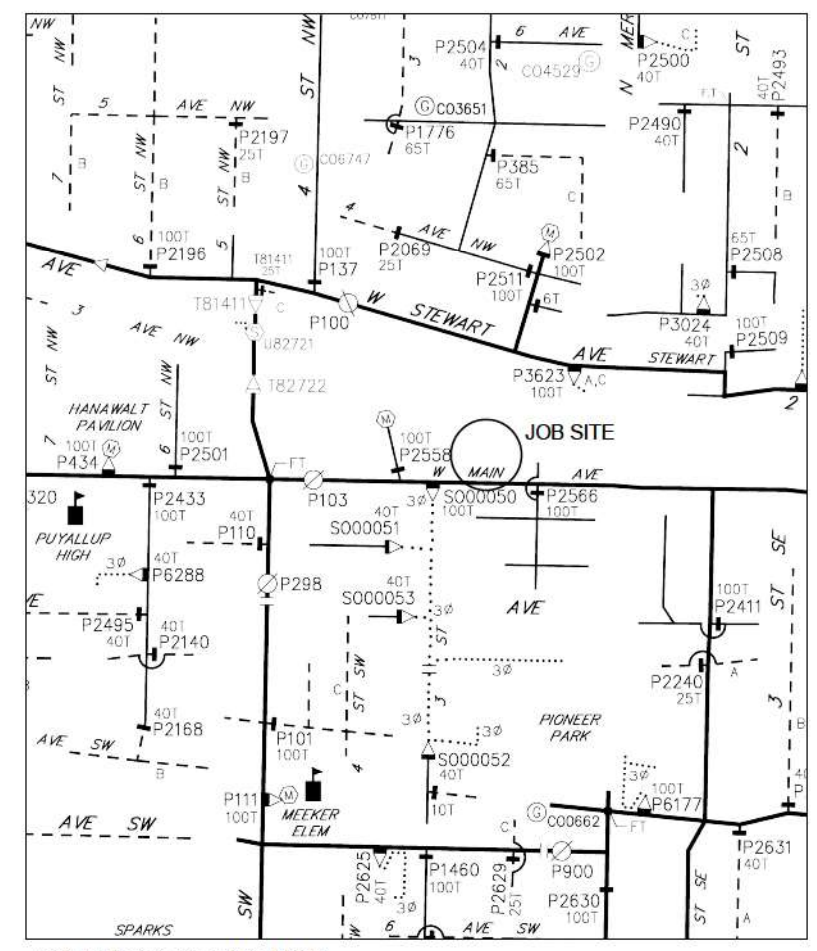 NW
CO7511
NW
P2504
40T
6 AVE
2
CO4529
G
3
N MER
P2500
40T
C
ST
P2493
40T
F.T
ST NW
5 AVE NW
P2197
25T
G CO3651
P1776
65T
P2490
40T
2
7
B
ST NW
B
ST NW
B
G CO6747
4
ST NW
P385
65T
C
B
4 AVE NW
P2069
25T
6
100T
P2196
5
T81411
25T
100T
P137
M
P2502
100T
P2511
100T
65T
P2508
AVE
T81411
C
P100
W STEWART AVE
6T
3Ø
P3024
40T
100T
P2509
STEWART
3 AVE NW
S
U82721
P3623
100T
A,C
2
ST NW
7
T82722
HANAWALT
PAVILION
M
100T
P434
ST NW
6
100T
P2501
M
100T
P2558
JOB SITE
FT
W MAIN AVE
320
P2433
100T
P103
3Ø
SO00050
100T
P2566
100T
PUYALLUP
HIGH
40T
P110
40T
SO00051
3Ø
40T
P6288
P298
40T
SO00053
3Ø
AVE
ST SE
100T
P2411
VE
P2495
40T
40T
P2140
ST
3
3Ø
P2240
25T
A
3
B
C
ST SW
4
40T
P2168
P101
100T
3Ø
3Ø
PIONEER
PARK
AVE SW
B
SO00052
40T
10T
3Ø
100T
P6177
B
P111
100T
M
MEEKER
ELEM
G CO0662
FT
40
P
AVE SW
C
P2631
40T
P2625
40T
3Ø
P1460
100T
P2629
25T
P900
P2630
100T
ST SE
A
SW
SPARKS
W
6 AVE SW